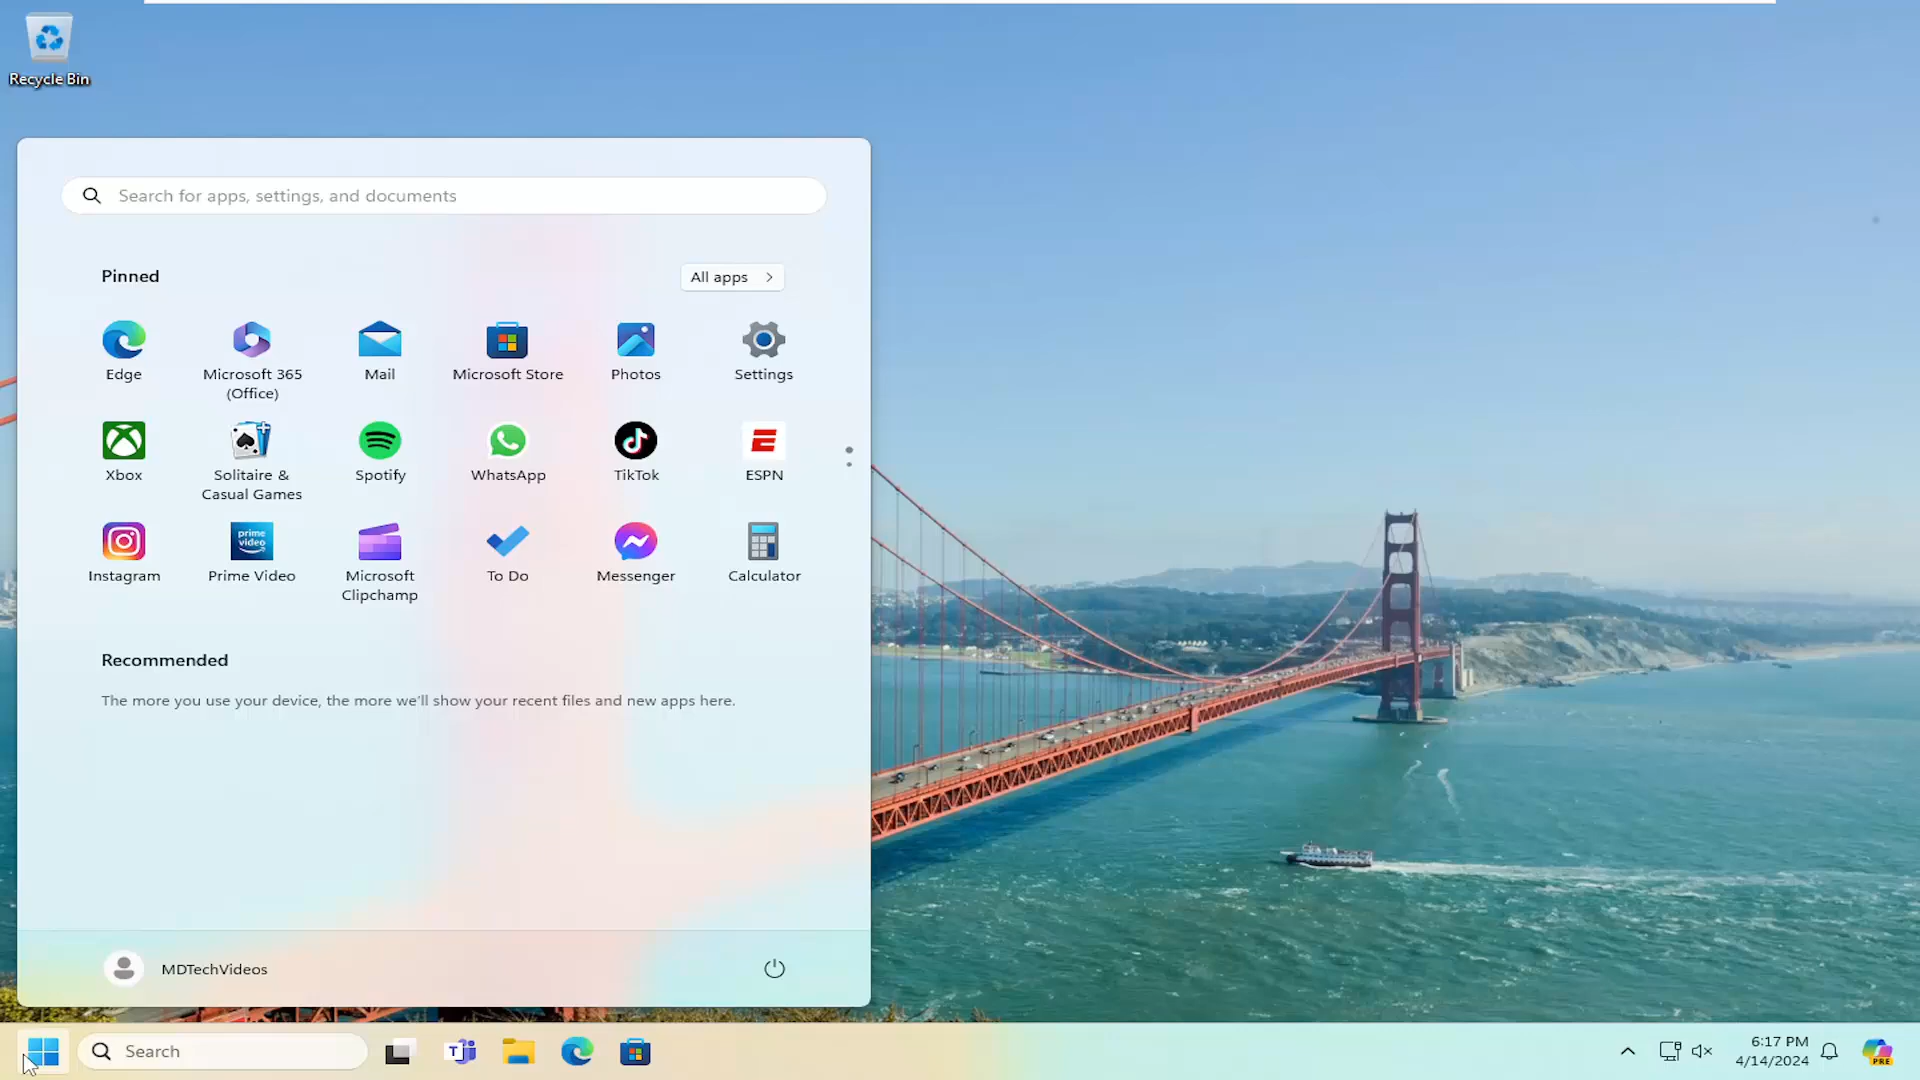 Recycle Bin
Search for apps, settings, and documents
Pinned
All apps
Edge
Microsoft 365
(Office)
Mail
Microsoft Store
Photos
Settings
Xbox
Solitaire &
Casual Games
Spotify
WhatsApp
TikTok
ESPN
Instagram
prime
video
Prime Video
Microsoft
Clipchamp
To Do
Messenger
Calculator
Recommended
The more you use your device, the more we'll show your recent files and new apps here.
MDTechVideos
Search
T
6:17 PM
4/14/2024
PRE